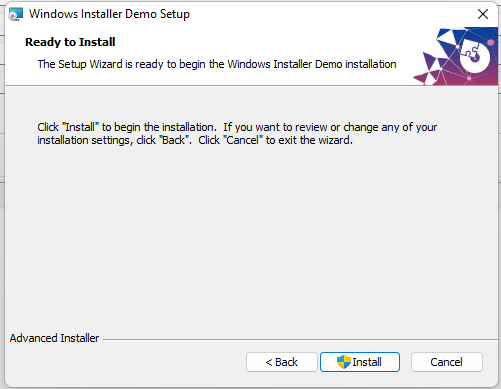 Windows Installer Demo Setup
Ready to Install
The Setup Wizard is ready to begin the Windows Installer Demo installation
Click "Install" to begin the installation.  If you want to review or change any of your
installation settings, click "Back".  Click "Cancel" to exit the wizard.
Advanced Installer
< Back
Install
Cancel